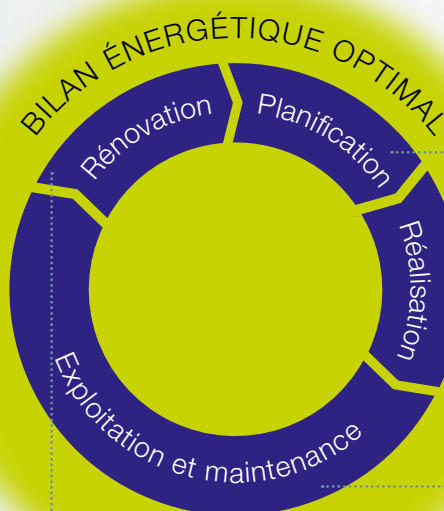 BILAN ÉNERGÉTIQUE OPTIMAL
Rénovation
Planification
Réalisation
Exploitation et maintenance